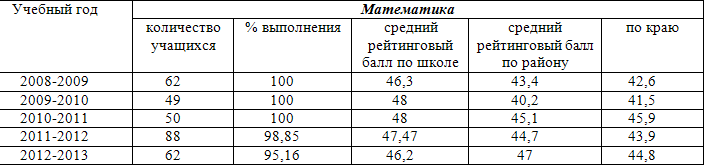 Учебный год Математика
количество учащихся % выполнения средний рейтинговый балл по школе средний рейтинговый балл по району по краю
2008-2009 62 100 46,3 43,4 42,6
2009-2010 49 100 48 40,2 41,5
2010-2011 50 100 48 45,1 45,9
2011-2012 88 98,85 47,47 44,7 43,9
2012-2013 62 95,16 46,2 47 44,8